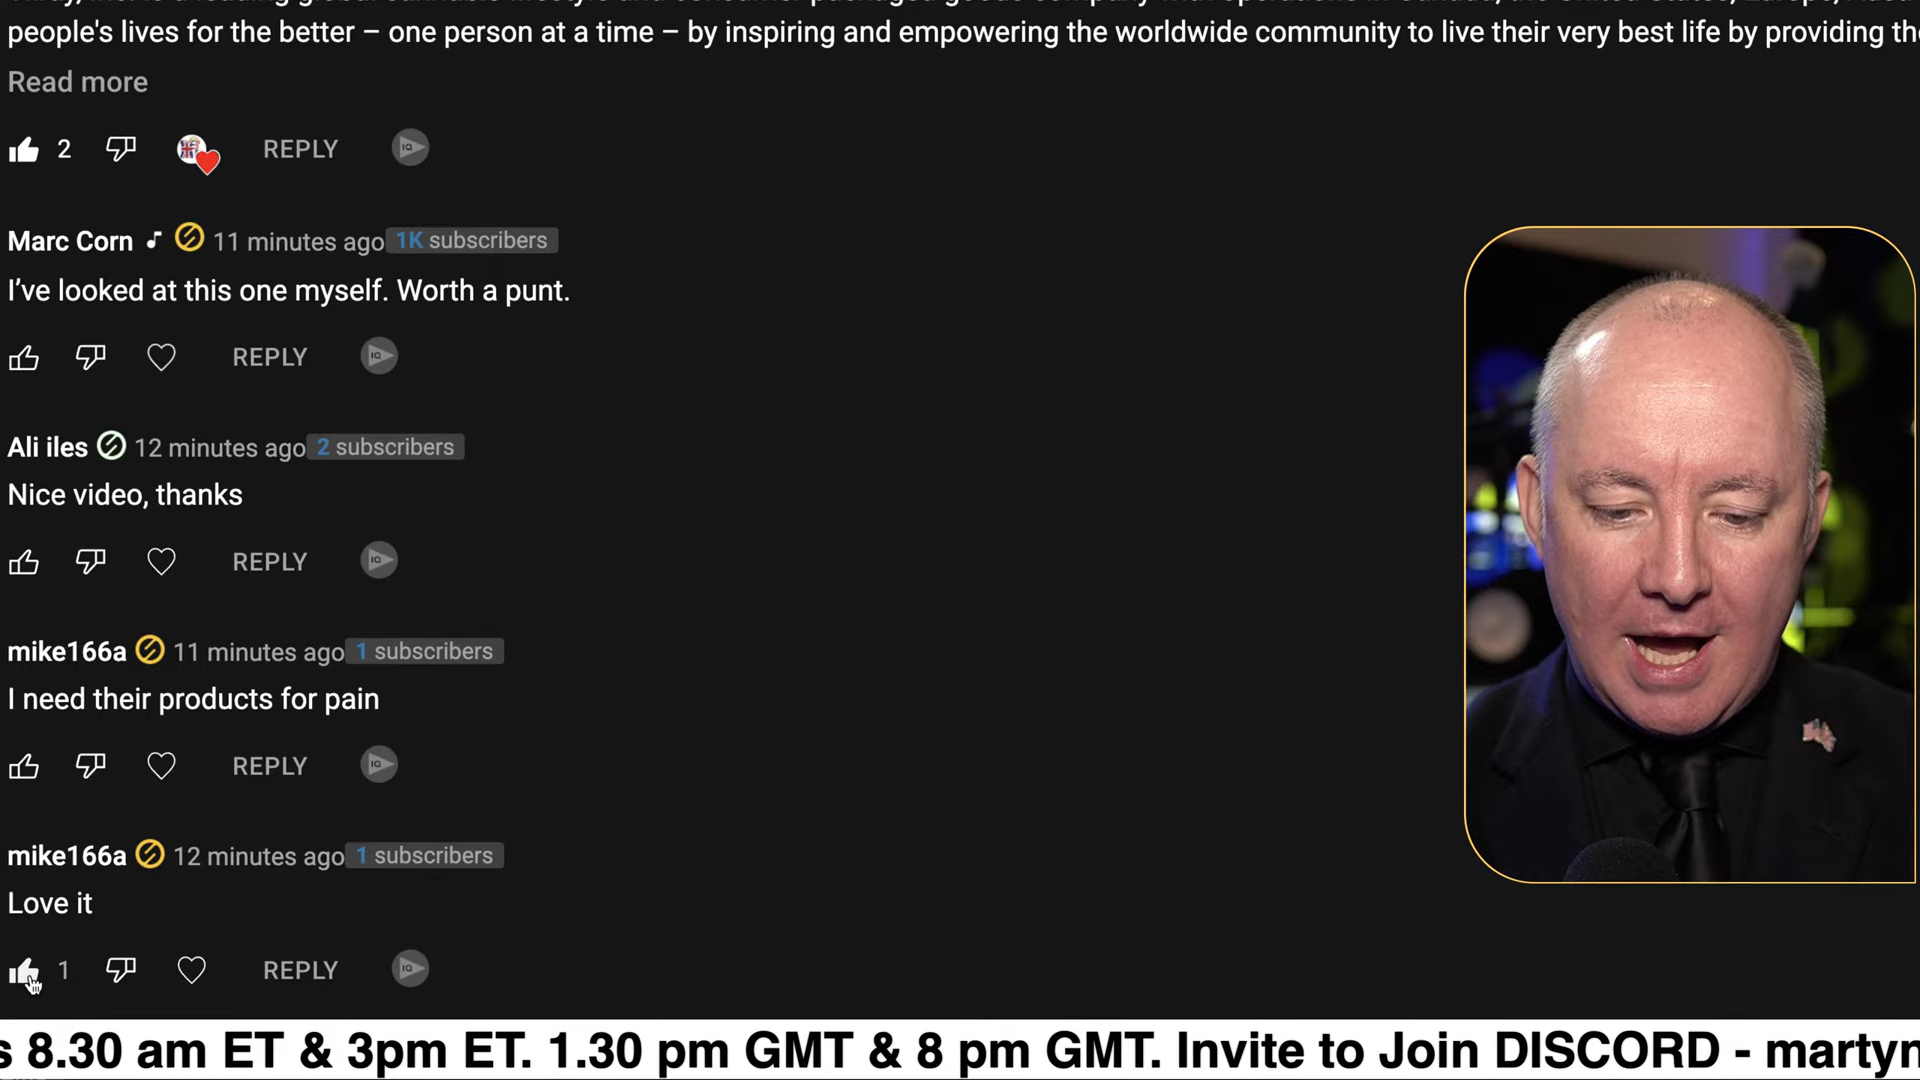 people's lives for the better – one person at a time – by inspiring and empowering the worldwide community to live their very best life by providing
Read more
2 REPLY
Marc Corn 11 minutes ago 1K subscribers
I've looked at this one myself. Worth a punt.
REPLY
Ali iles 12 minutes ago 2 subscribers
Nice video, thanks
REPLY
mike166a 11 minutes ago 1 subscribers
I need their products for pain
REPLY
mike166a 12 minutes ago 1 subscribers
Love it
1 REPLY
s 8.30 am ET & 3pm ET. 1.30 pm GMT & 8 pm GMT. Invite to Join DISCORD - martyn